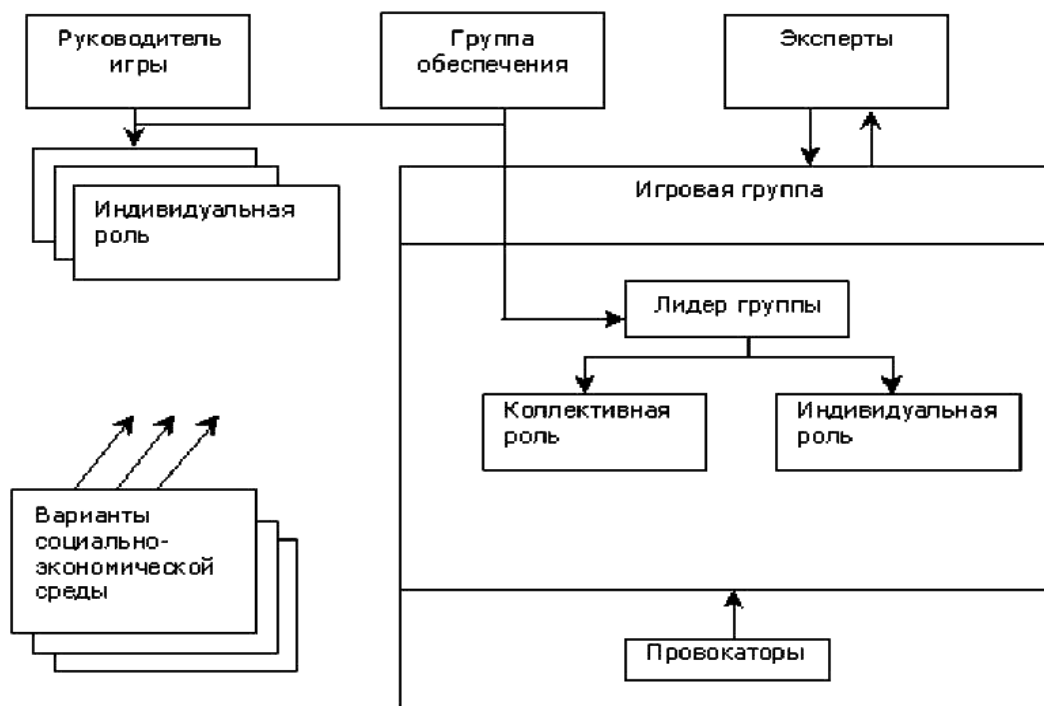 Руководитель
игры
Группа
обеспечения
Эксперты
Индивидуальная
роль
Игровая группа
Лидер группы
Коллективная
роль
Индивидуальная
роль
Варианты
социально-
экономической
среды
Провокаторы